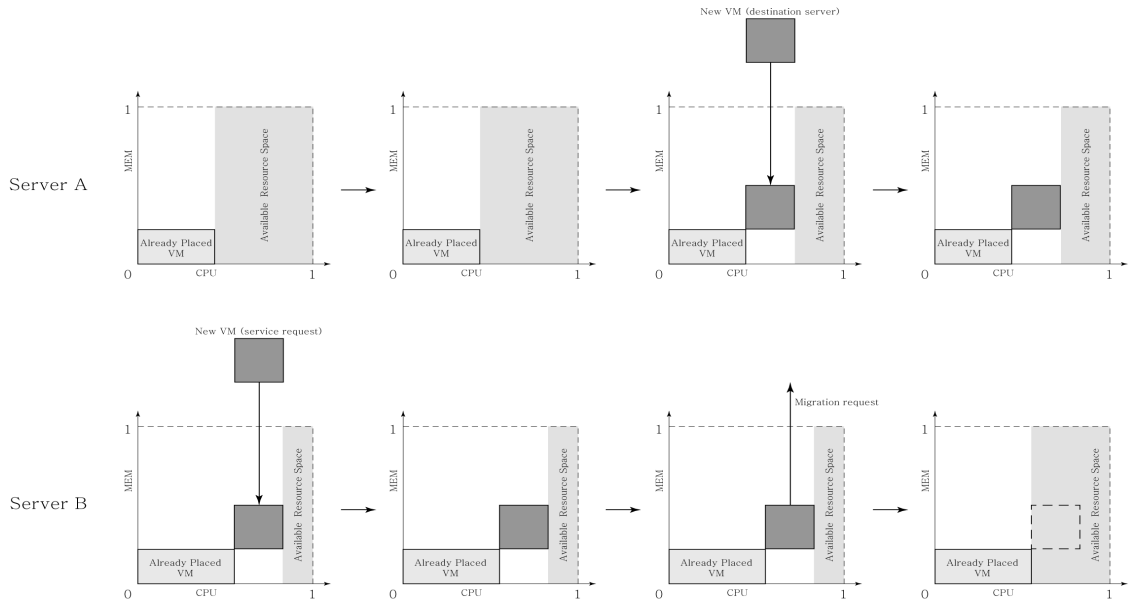 New VM (destination server)
1
1
1
1
MEM
Available Resource Space
MEM
Available Resource Space
MEM
Available Resource Space
MEM
Available Resource Space
Server A
Already Placed
VM
Already Placed
VM
Already Placed
VM
Already Placed
VM
0
CPU
1
0
CPU
1
0
CPU
1
0
CPU
1
New VM (service request)
Migration request
1
1
1
1
MEM
Available Resource Space
MEM
Available Resource Space
MEM
Available Resource Space
MEM
Available Resource Space
Server B
Already Placed
VM
Already Placed
VM
Already Placed
VM
Already Placed
VM
0
CPU
1
0
CPU
1
0
CPU
1
0
CPU
1